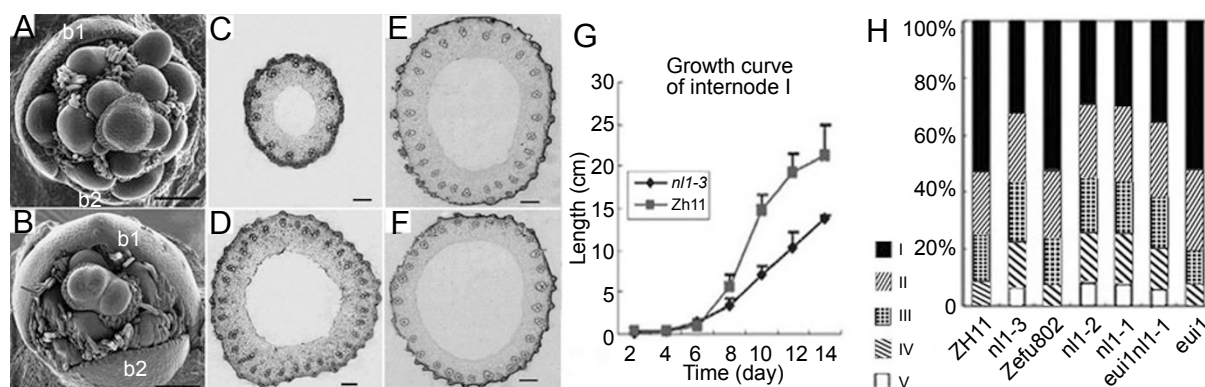 A
b1
b2
B
b1
b2
C
D
E
F
G
Growth curve
of internode I
Length (cm)
30
25
20
15
10
5
0
nl1-3
Zh11
2 4 6 8 10 12 14
Time (day)
H
100%
80%
60%
40%
20%
0
I
II
III
IV
V
ZH11
nl1-3
Zefu802
nl1-2
nl1-1
eui1nl1-1
eui1